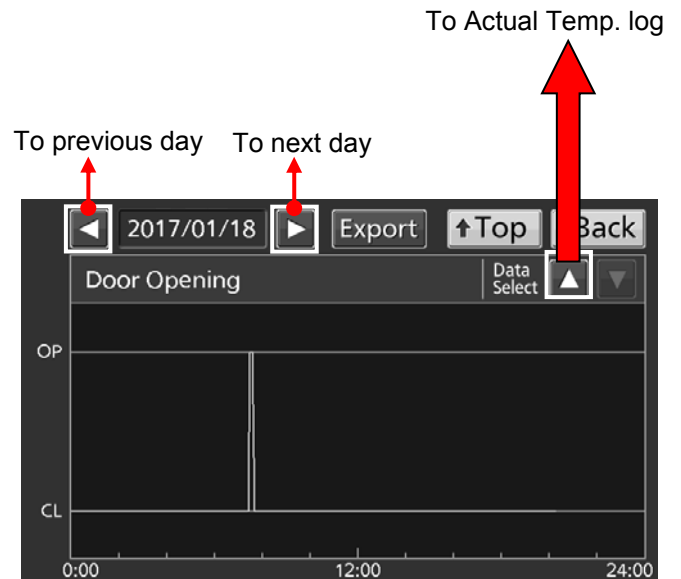 To Actual Temp. log
To previous day To next day
2017/01/18 Export Top Back
Door Opening Data Select
OP
CL
0:00 12:00 24:00